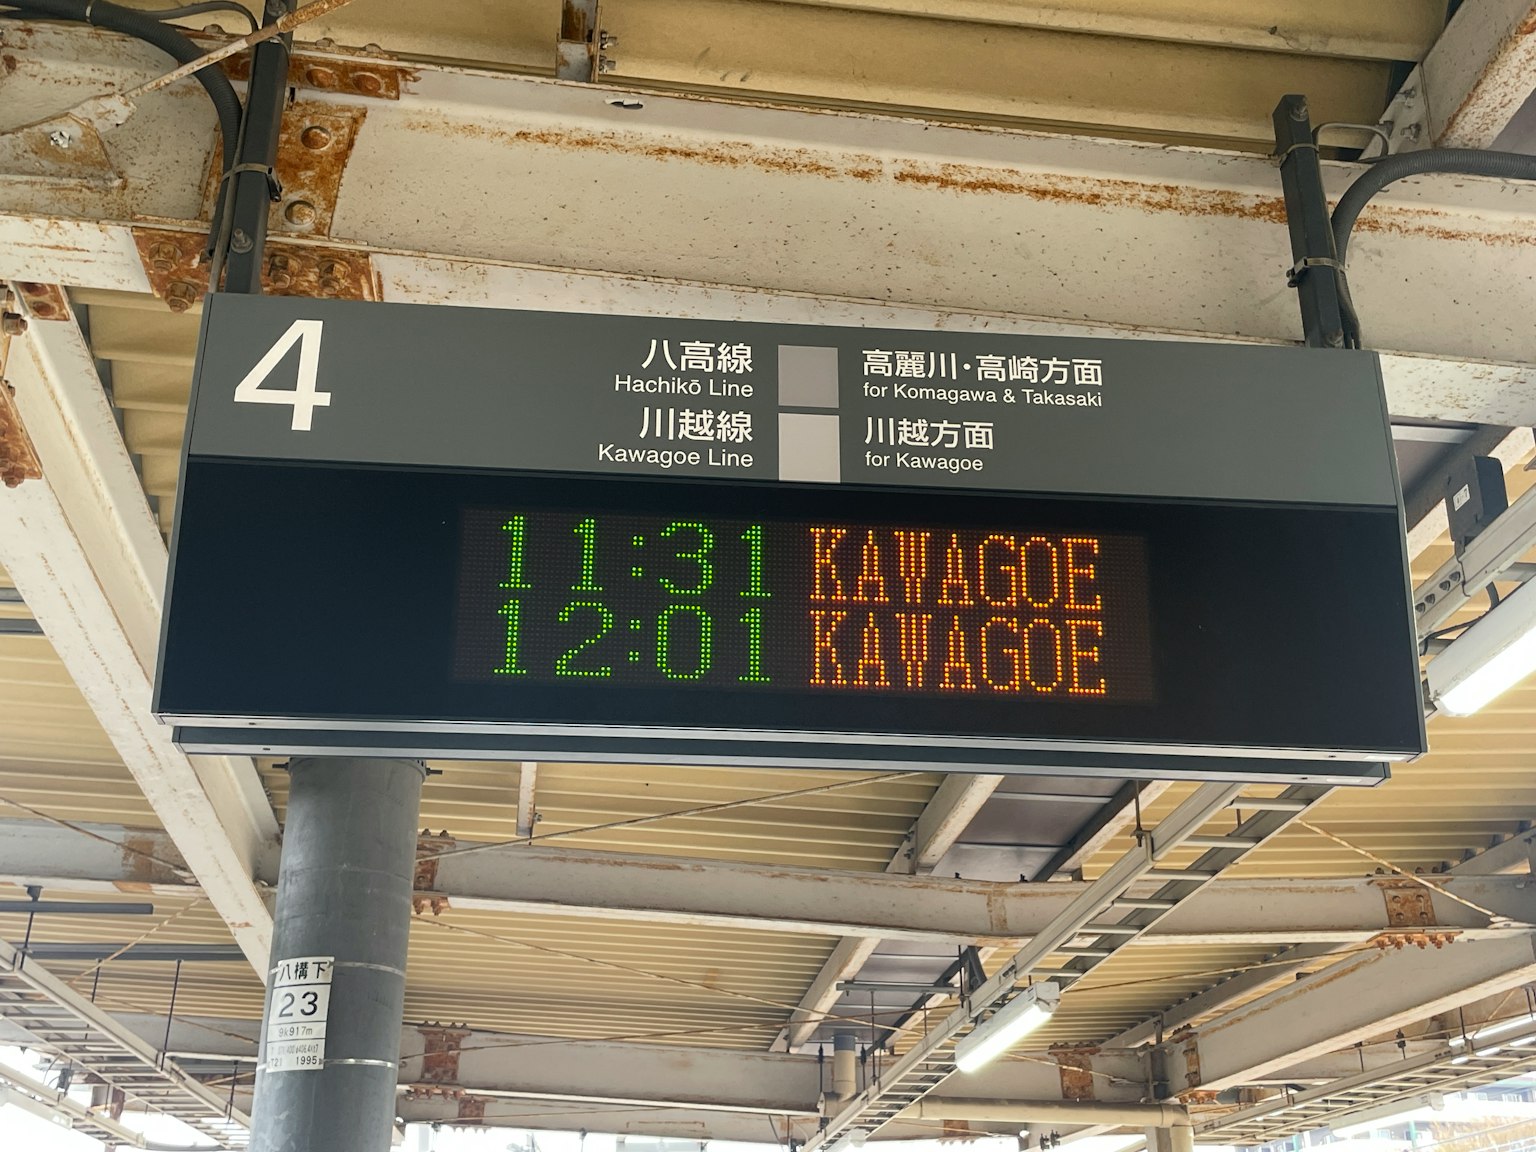 4
八高線
Hachikō Line
高麗川・高崎方面
for Komagawa & Takasaki
川越線
Kawagoe Line
川越方面
for Kawagoe
11:31 KAWAGOE
12:01 KAWAGOE
八構下
23
9k917m
1995